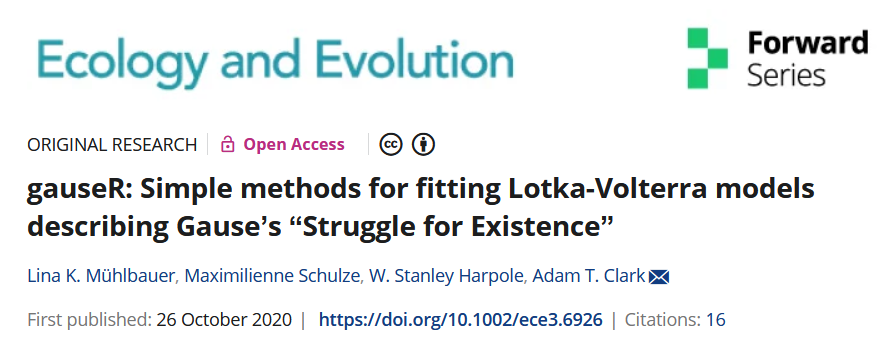 Ecology and Evolution
Forward
Series
ORIGINAL RESEARCH
Open Access
cc
gauseR: Simple methods for fitting Lotka-Volterra models
describing Gause’s “Struggle for Existence”
Lina K. Mühlbauer, Maximilienne Schulze, W. Stanley Harpole, Adam T. Clark
First published: 26 October 2020 | https://doi.org/10.1002/ece3.6926 | Citations: 16